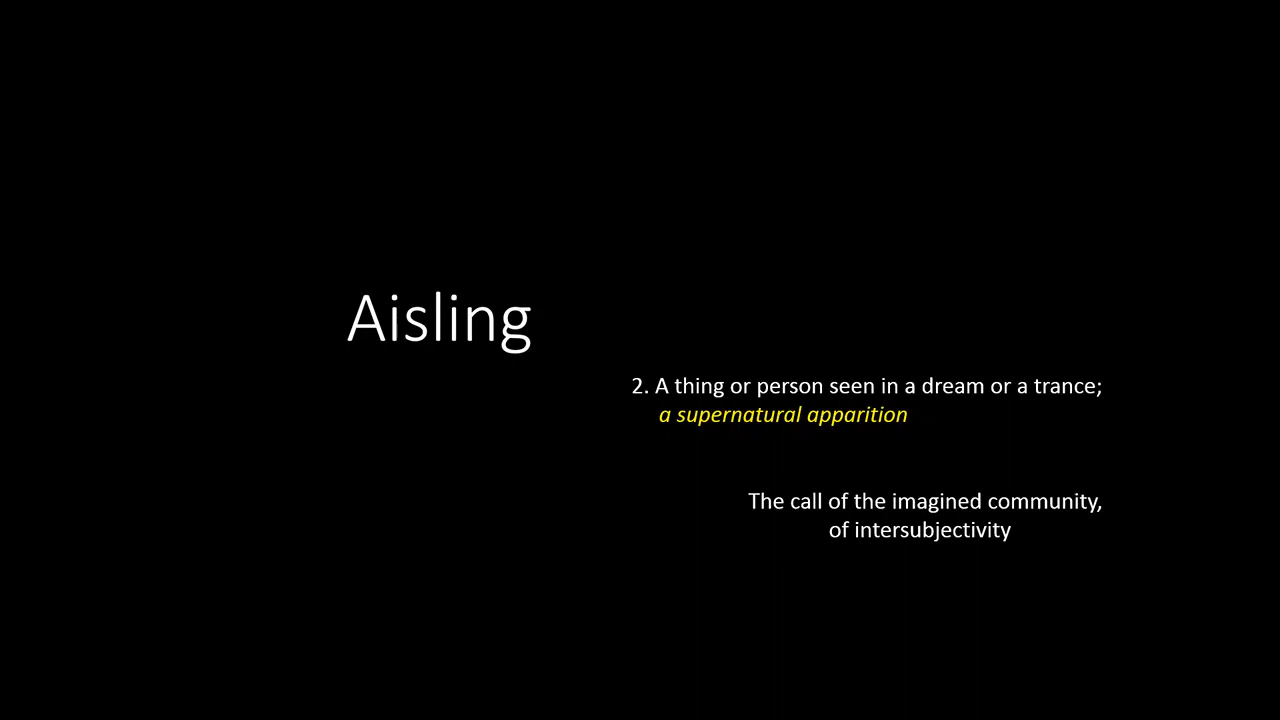 Aisling
2. A thing or person seen in a dream or a trance;
a supernatural apparition
The call of the imagined community,
of intersubjectivity